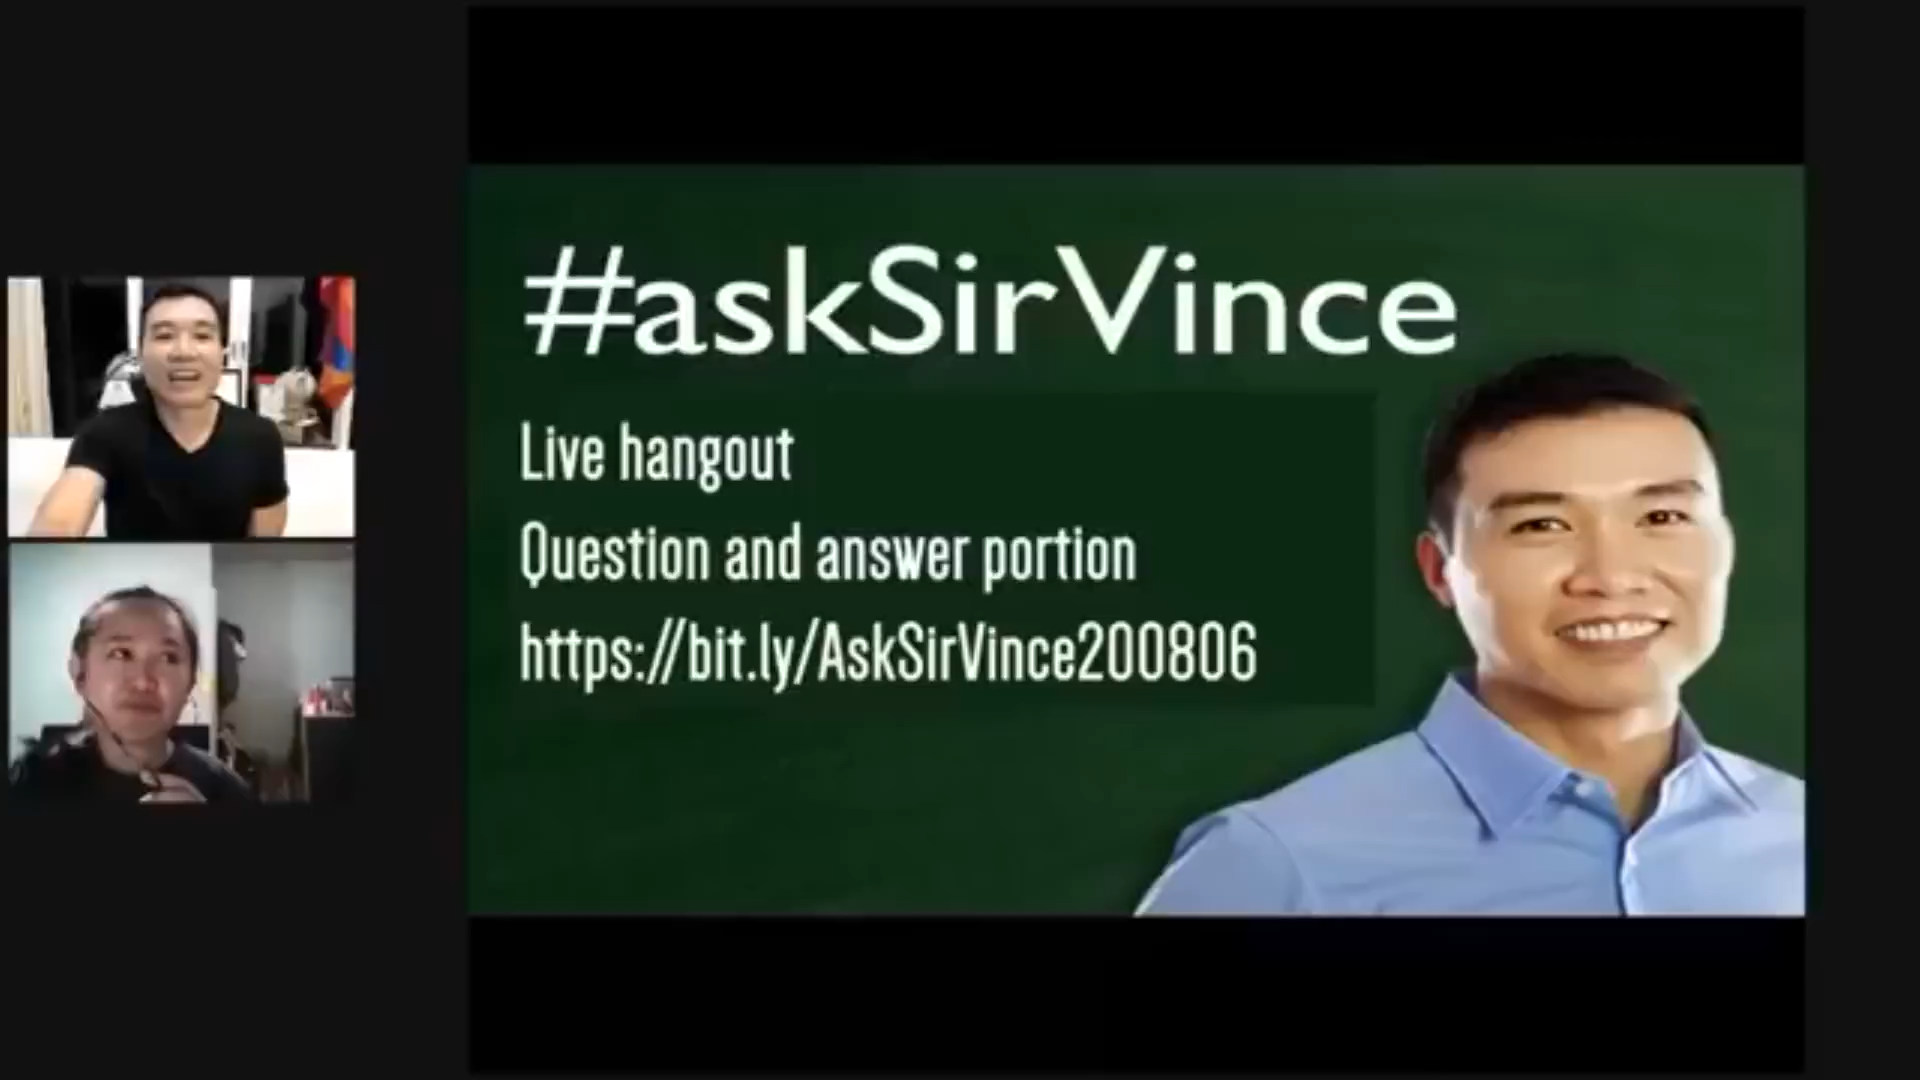 #askSirVince
Live hangout
Question and answer portion
https://bit.ly/AskSirVince200806